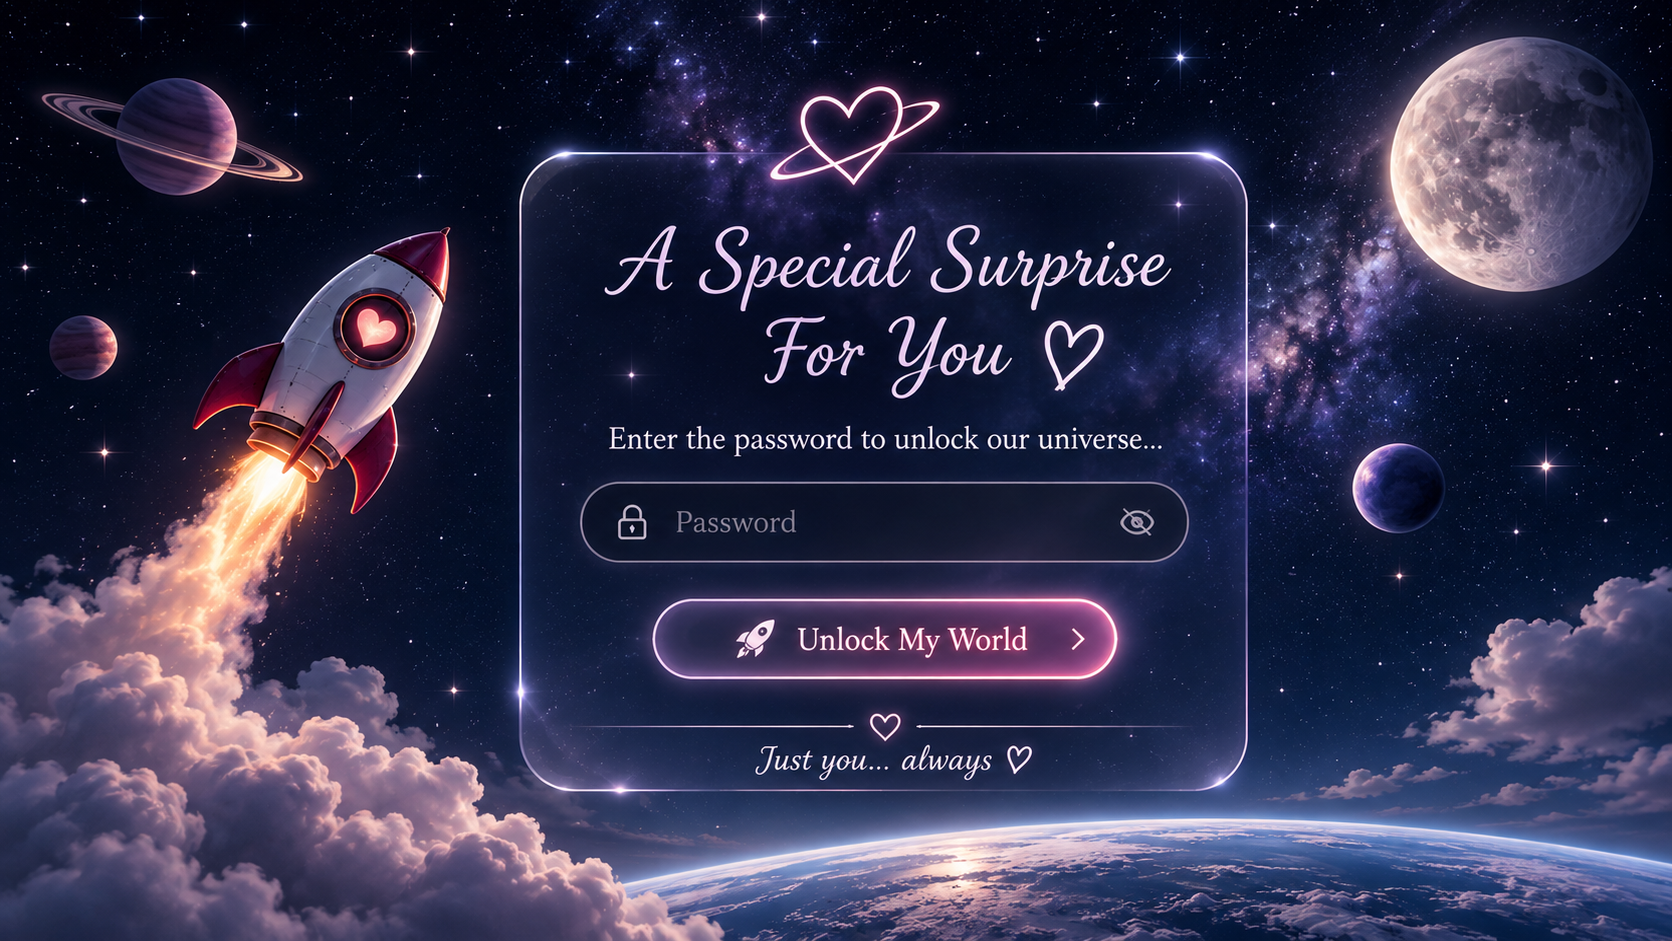 A Special Surprise
For You
Enter the password to unlock our universe...
Password
Unlock My World
Just you... always